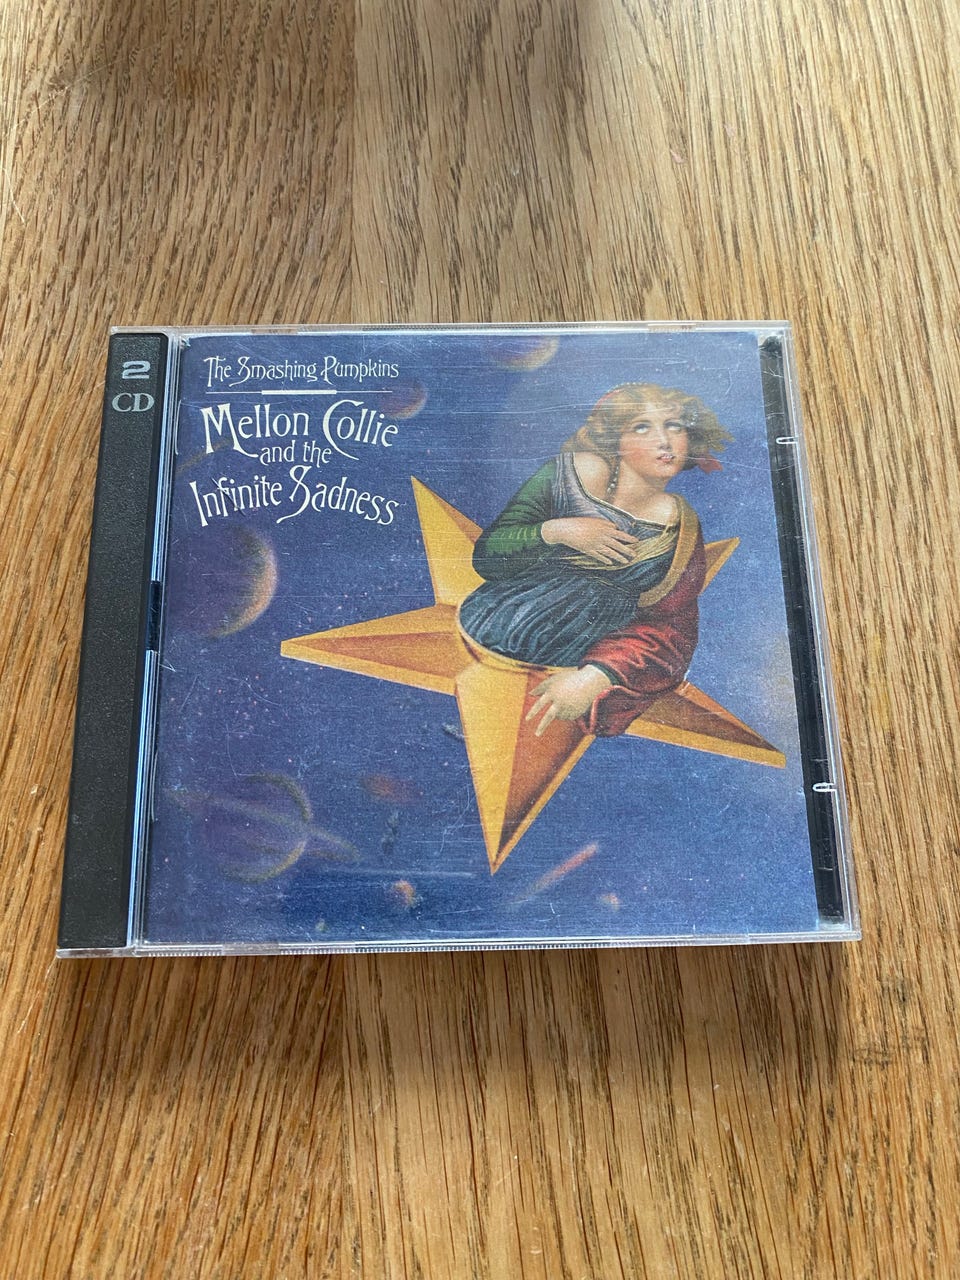 2
CD
The Smashing Pumpkins
Mellon Collie
and the
Infinite Sadness